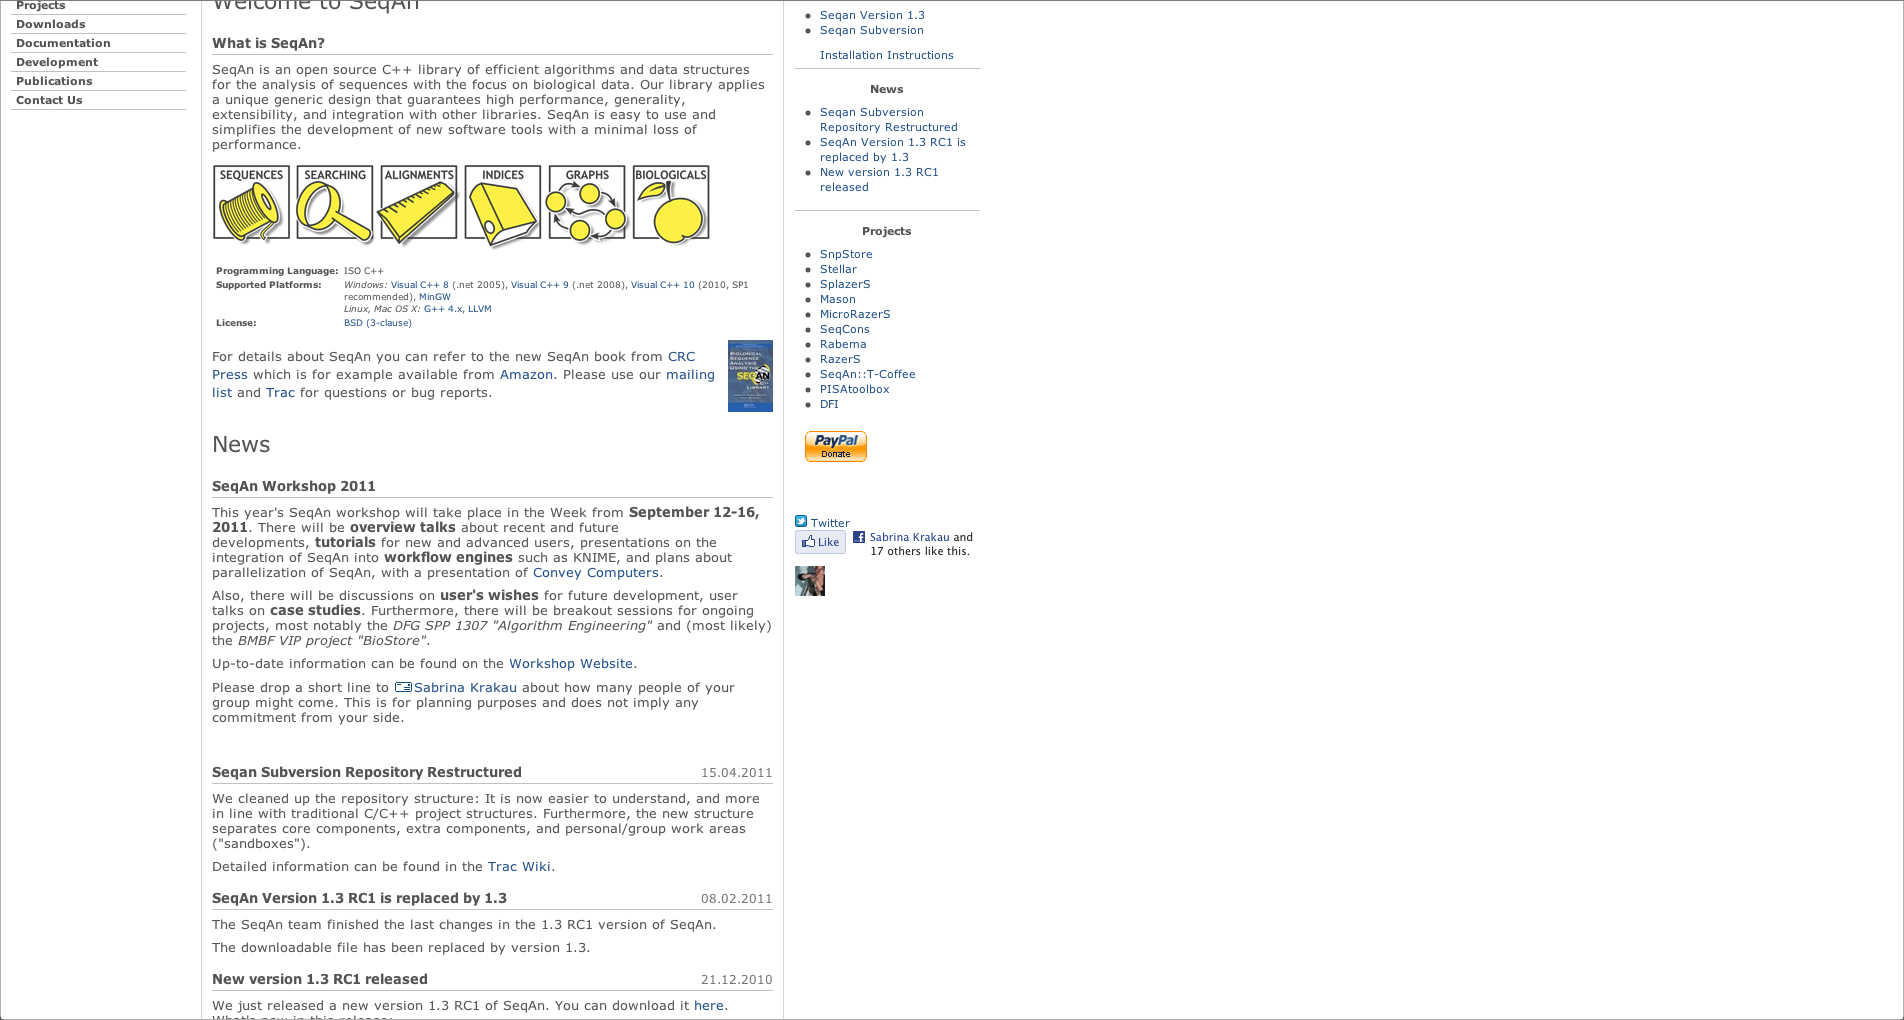 Projects
Downloads
Documentation
Development
Publications
Contact Us
Welcome to SeqAn
What is SeqAn?
SeqAn is an open source C++ library of efficient algorithms and data structures
for the analysis of sequences with the focus on biological data. Our library applies
a unique generic design that guarantees high performance, generality,
extensibility, and integration with other libraries. SeqAn is easy to use and
simplifies the development of new software tools with a minimal loss of
performance.
SEQUENCES SEARCHING ALIGNMENTS INDICES GRAPHS BIOLOGICALS
Programming Language: ISO C++
Supported Platforms: Windows: Visual C++ 8 (.net 2005), Visual C++ 9 (.net 2008), Visual C++ 10 (2010, SP1
recommended), MinGW
Linux, Mac OS X: G++ 4.x, LLVM
License: BSD (3-clause)
For details about SeqAn you can refer to the new SeqAn book from CRC
Press which is for example available from Amazon. Please use our mailing
list and Trac for questions or bug reports.
BIOLOGICAL
SEQUENCE
ANALYSIS
USING THE
SEQAN
C++
LIBRARY
News
SeqAn Workshop 2011
This year's SeqAn workshop will take place in the Week from September 12-16,
2011. There will be overview talks about recent and future
developments, tutorials for new and advanced users, presentations on the
integration of SeqAn into workflow engines such as KNIME, and plans about
parallelization of SeqAn, with a presentation of Convey Computers.
Also, there will be discussions on user's wishes for future development, user
talks on case studies. Furthermore, there will be breakout sessions for ongoing
projects, most notably the DFG SPP 1307 "Algorithm Engineering" and (most likely)
the BMBF VIP project "BioStore".
Up-to-date information can be found on the Workshop Website.
Please drop a short line to Sabrina Krakau about how many people of your
group might come. This is for planning purposes and does not imply any
commitment from your side.
Seqan Subversion Repository Restructured 15.04.2011
We cleaned up the repository structure: It is now easier to understand, and more
in line with traditional C/C++ project structures. Furthermore, the new structure
separates core components, extra components, and personal/group work areas
("sandboxes").
Detailed information can be found in the Trac Wiki.
SeqAn Version 1.3 RC1 is replaced by 1.3 08.02.2011
The SeqAn team finished the last changes in the 1.3 RC1 version of SeqAn.
The downloadable file has been replaced by version 1.3.
New version 1.3 RC1 released 21.12.2010
We just released a new version 1.3 RC1 of SeqAn. You can download it here.
What's new in this release:
Seqan Version 1.3
Seqan Subversion
Installation Instructions
News
Seqan Subversion
Repository Restructured
SeqAn Version 1.3 RC1 is
replaced by 1.3
New version 1.3 RC1
released
Projects
SnpStore
Stellar
SplazerS
Mason
MicroRazerS
SeqCons
Rabema
RazerS
SeqAn::T-Coffee
PISAtoolbox
DFI
PayPal
Donate
Twitter
Like
Sabrina Krakau and
17 others like this.